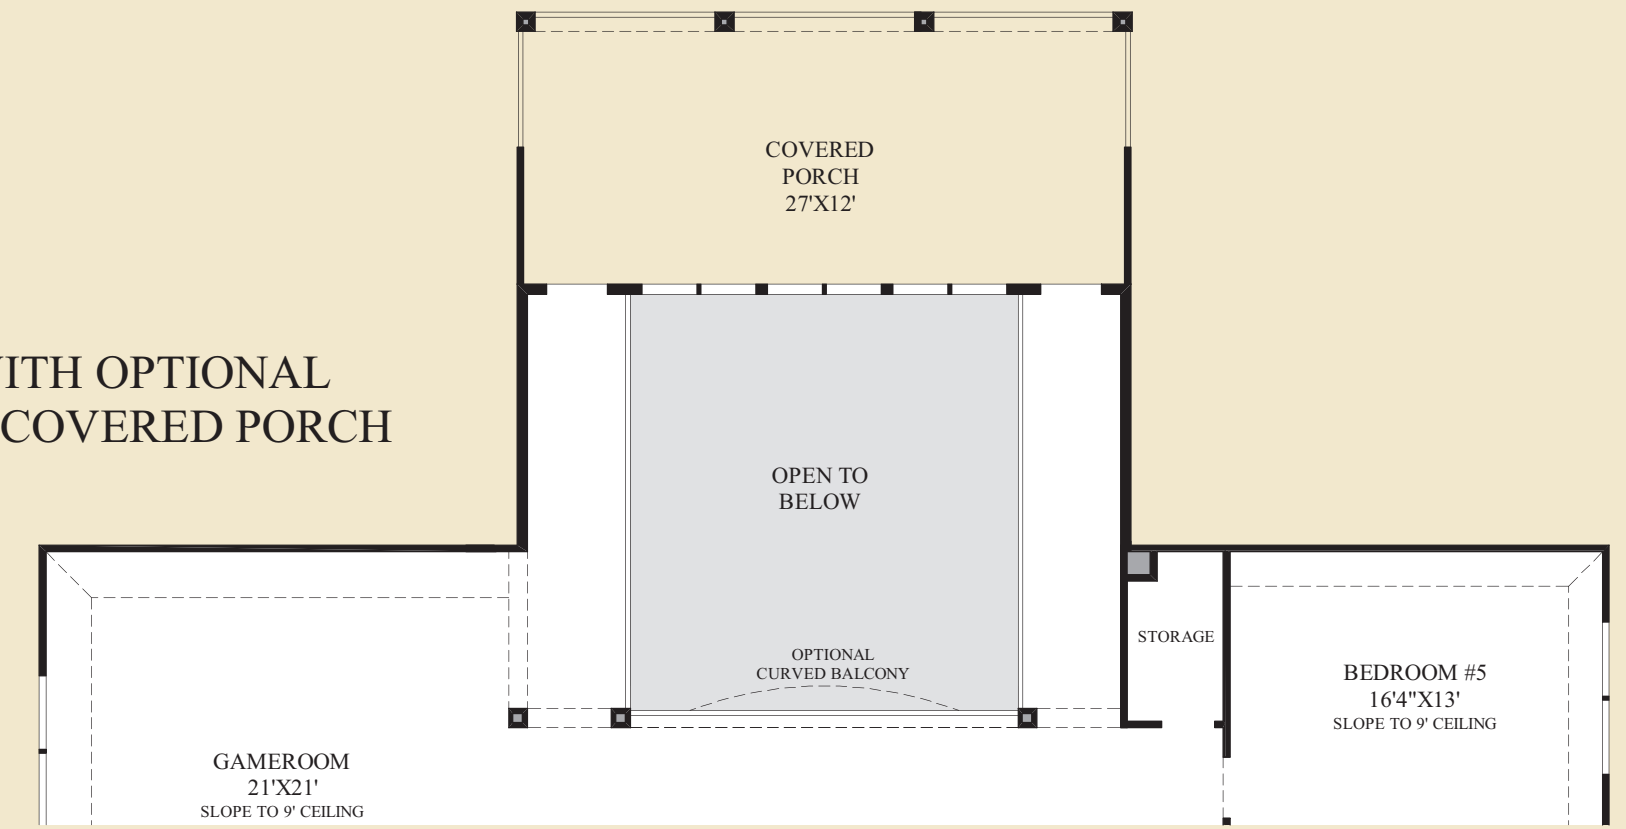 COVERED
PORCH
27'X12'
OPTIONAL
COVERED PORCH
OPEN TO
BELOW
OPTIONAL
CURVED BALCONY
STORAGE
BEDROOM #5
16'4"X13'
SLOPE TO 9' CEILING
GAMEROOM
21'X21'
SLOPE TO 9' CEILING